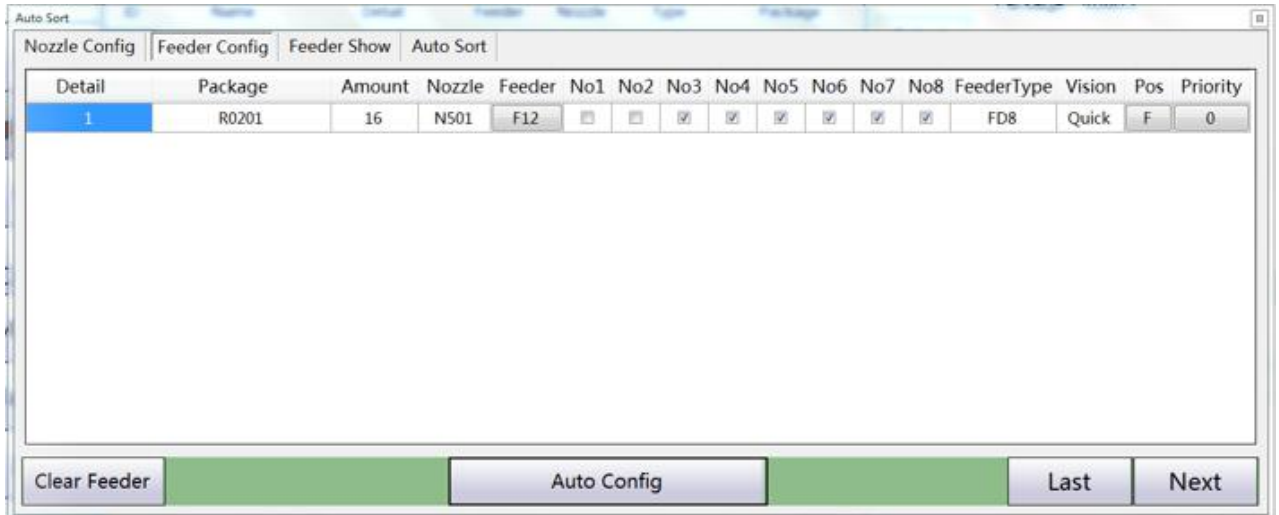 Auto Sort
Nozzle Config Feeder Config Feeder Show Auto Sort
Detail Package Amount Nozzle Feeder No1 No2 No3 No4 No5 No6 No7 No8 FeederType Vision Pos Priority
1 R0201 16 N501 F12 FD8 Quick F 0
Clear Feeder Auto Config Last Next